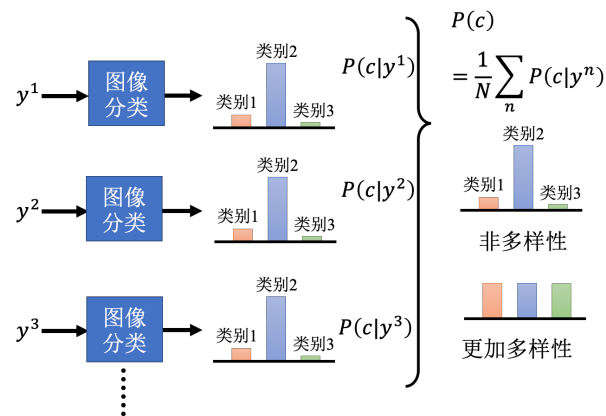 y¹
图像
分类
类别1
类别2
类别3
P(c|y¹)
y²
图像
分类
类别1
类别2
类别3
P(c|y²)
y³
图像
分类
类别1
类别2
类别3
P(c|y³)
P(c)
= 1/N ∑ₙ P(c|yⁿ)
类别2
类别1
类别3
非多样性
更加多样性